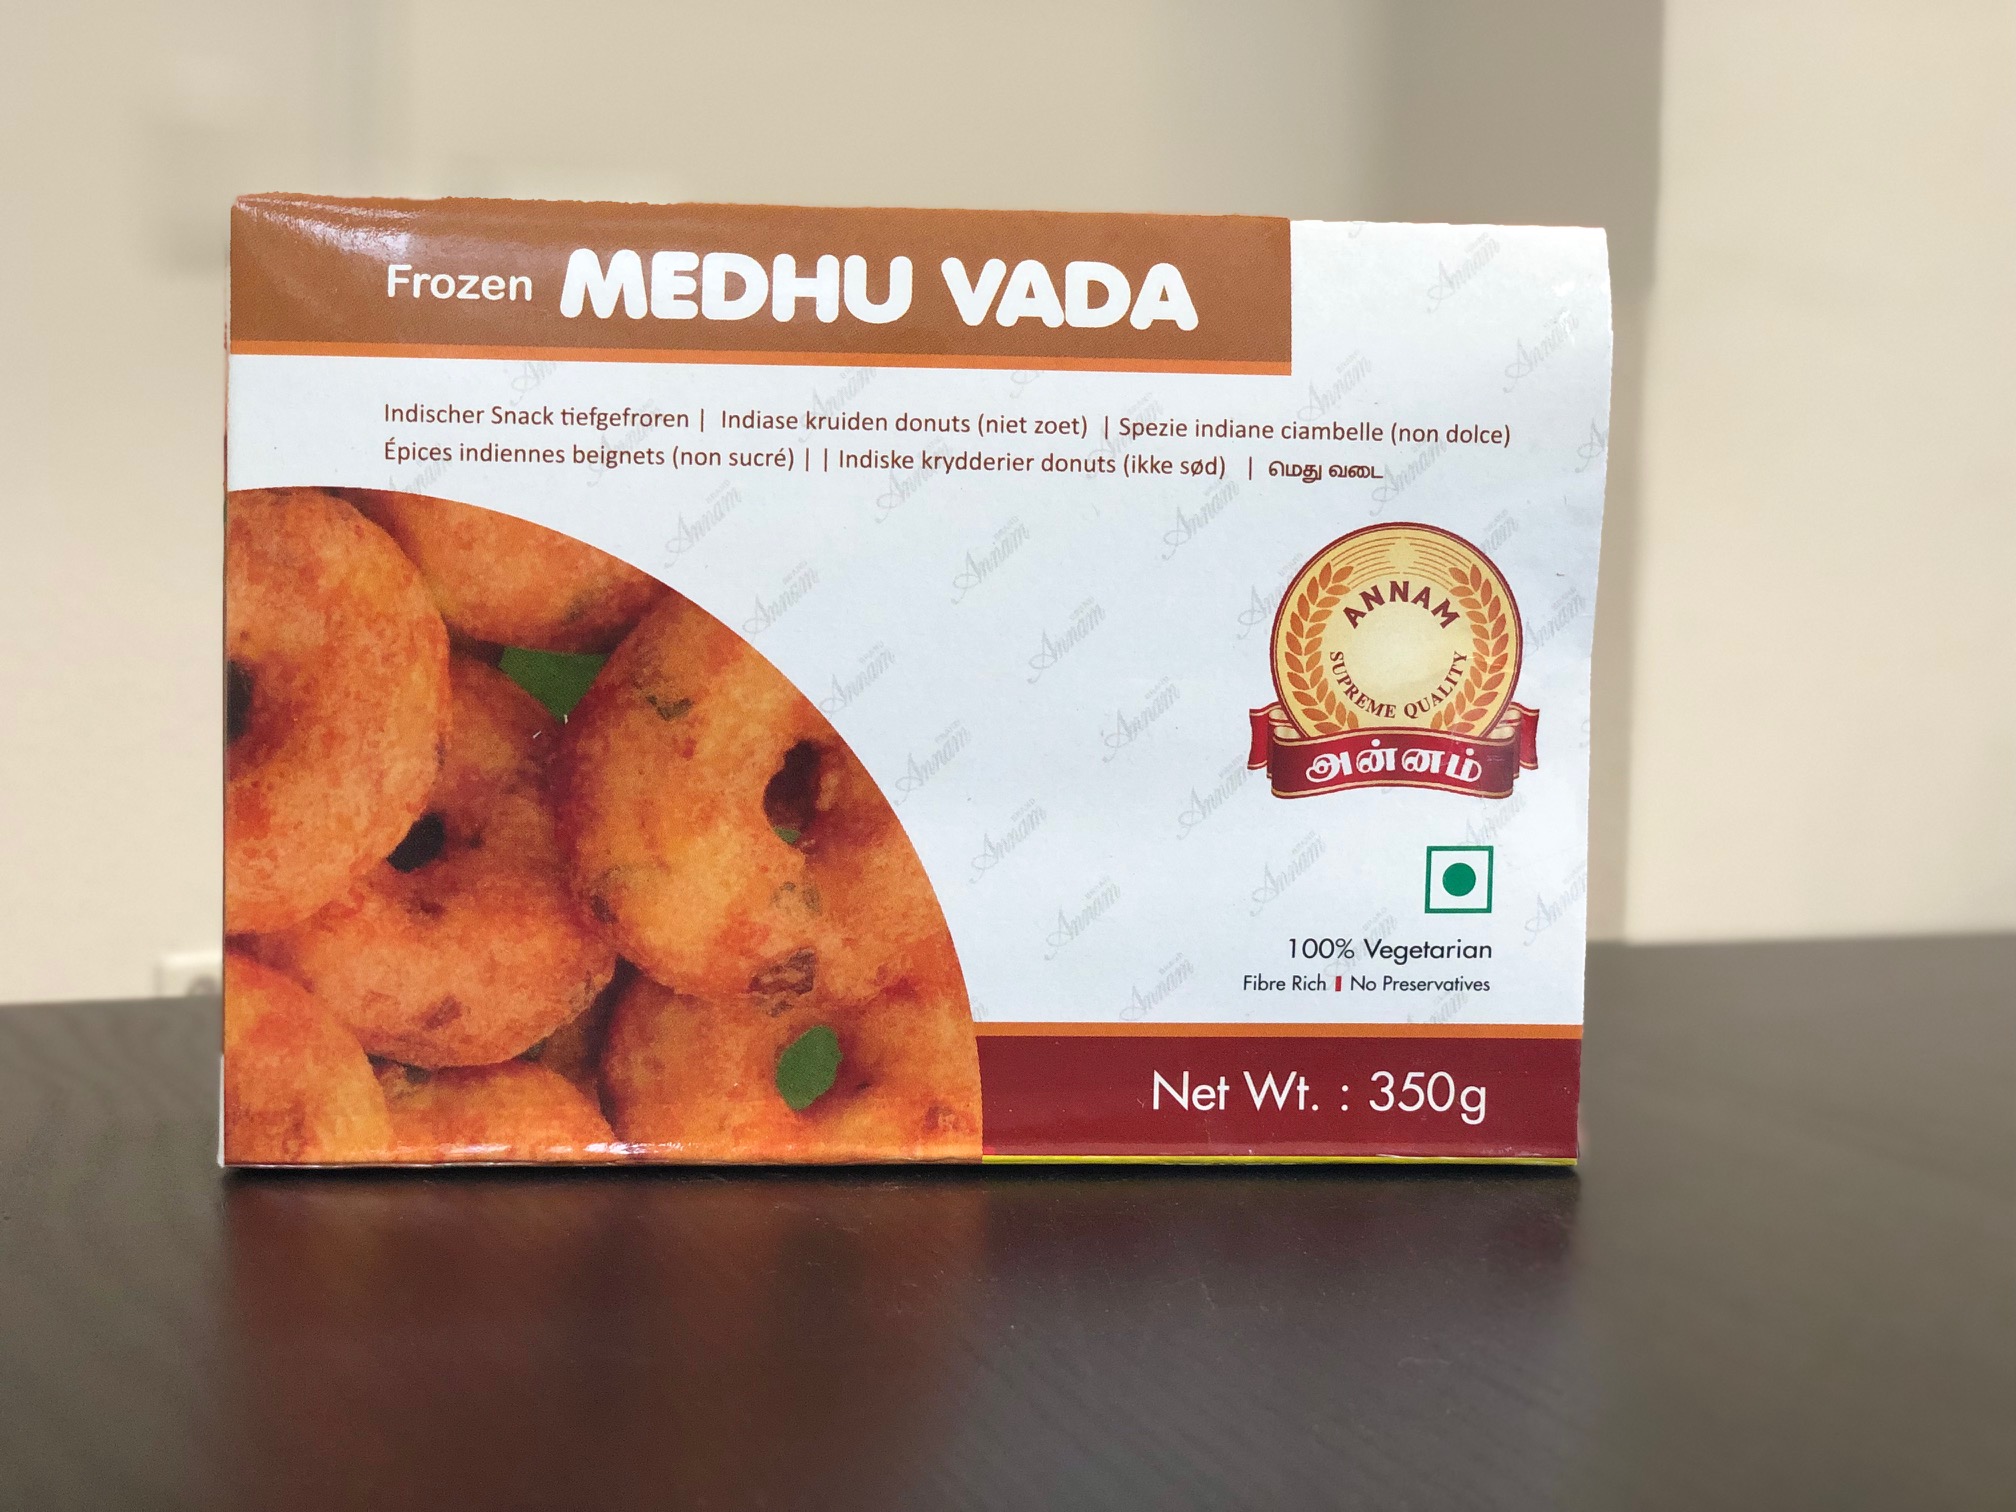 Frozen MEDHU VADA
Indischer Snack tiefgefroren | Indiase kruiden donuts (niet zoet) | Spezie indiane ciambelle (non dolce)
Épices indiennes beignets (non sucré) | | Indiske krydderier donuts (ikke sød) | மெது வடை
ANNAM
SUPREME QUALITY
அன்னம்
100% Vegetarian
Fibre Rich | No Preservatives
Net Wt. : 350g